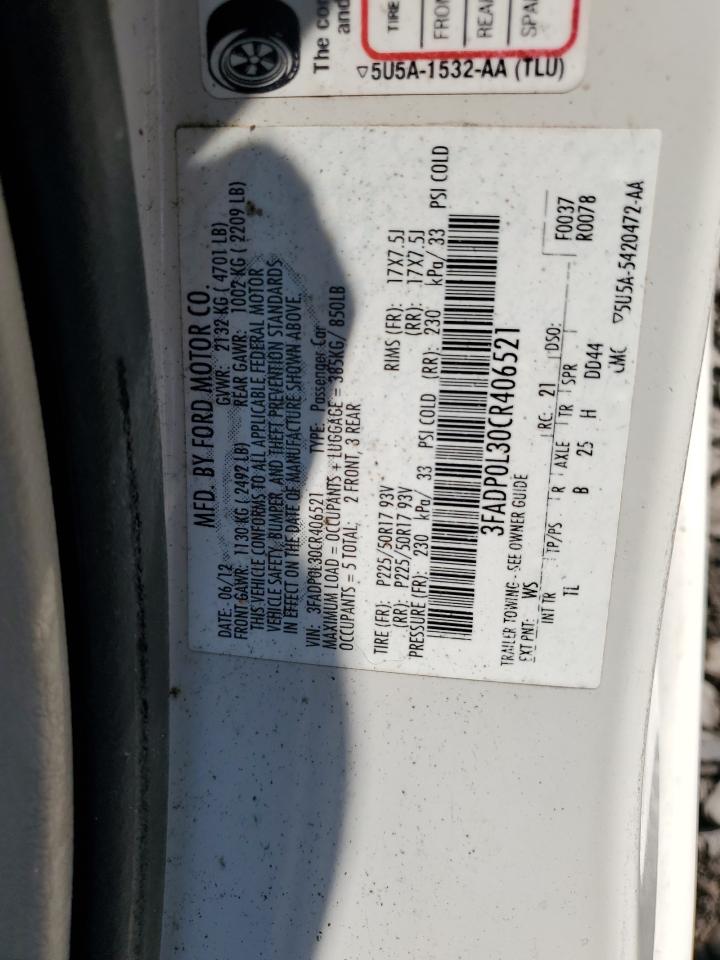 The co
and
TIRE
FRON
REA
SPA
▽5U5A-1532-AA (TLU)
MFD. BY FORD MOTOR CO.
DATE: 06/12 GVWR: 2132 KG ( 4701 LB)
FRONT GAWR: 1130 KG ( 2492 LB) REAR GAWR: 1002 KG ( 2209 LB)
THIS VEHICLE CONFORMS TO ALL APPLICABLE FEDERAL MOTOR
VEHICLE SAFETY, BUMPER, AND THEFT PREVENTION STANDARDS
IN EFFECT ON THE DATE OF MANUFACTURE SHOWN ABOVE.
VIN: 3FADP0L30CR406521 TYPE: Passenger Car
MAXIMUM LOAD = OCCUPANTS + LUGGAGE = 385KG/ 850LB
OCCUPANTS = 5 TOTAL; 2 FRONT, 3 REAR
TIRE (FR): P225/50R17 93V RIMS (FR): 17X7.5J
(RR): P225/50R17 93V (RR): 17X7.5J
PRESSURE (FR): 230 kPa/ 33 PSI COLD (RR): 230 kPa/ 33 PSI COLD
3FADP0L30CR406521
TRAILER TOWING - SEE OWNER GUIDE
EXT PNT: WS RC: 21 DSO: F0037
R0078
INT TR TP/PS R AXLE TR SPR
TL B 25 H DD44
JMC ▽5U5A-5420472-AA